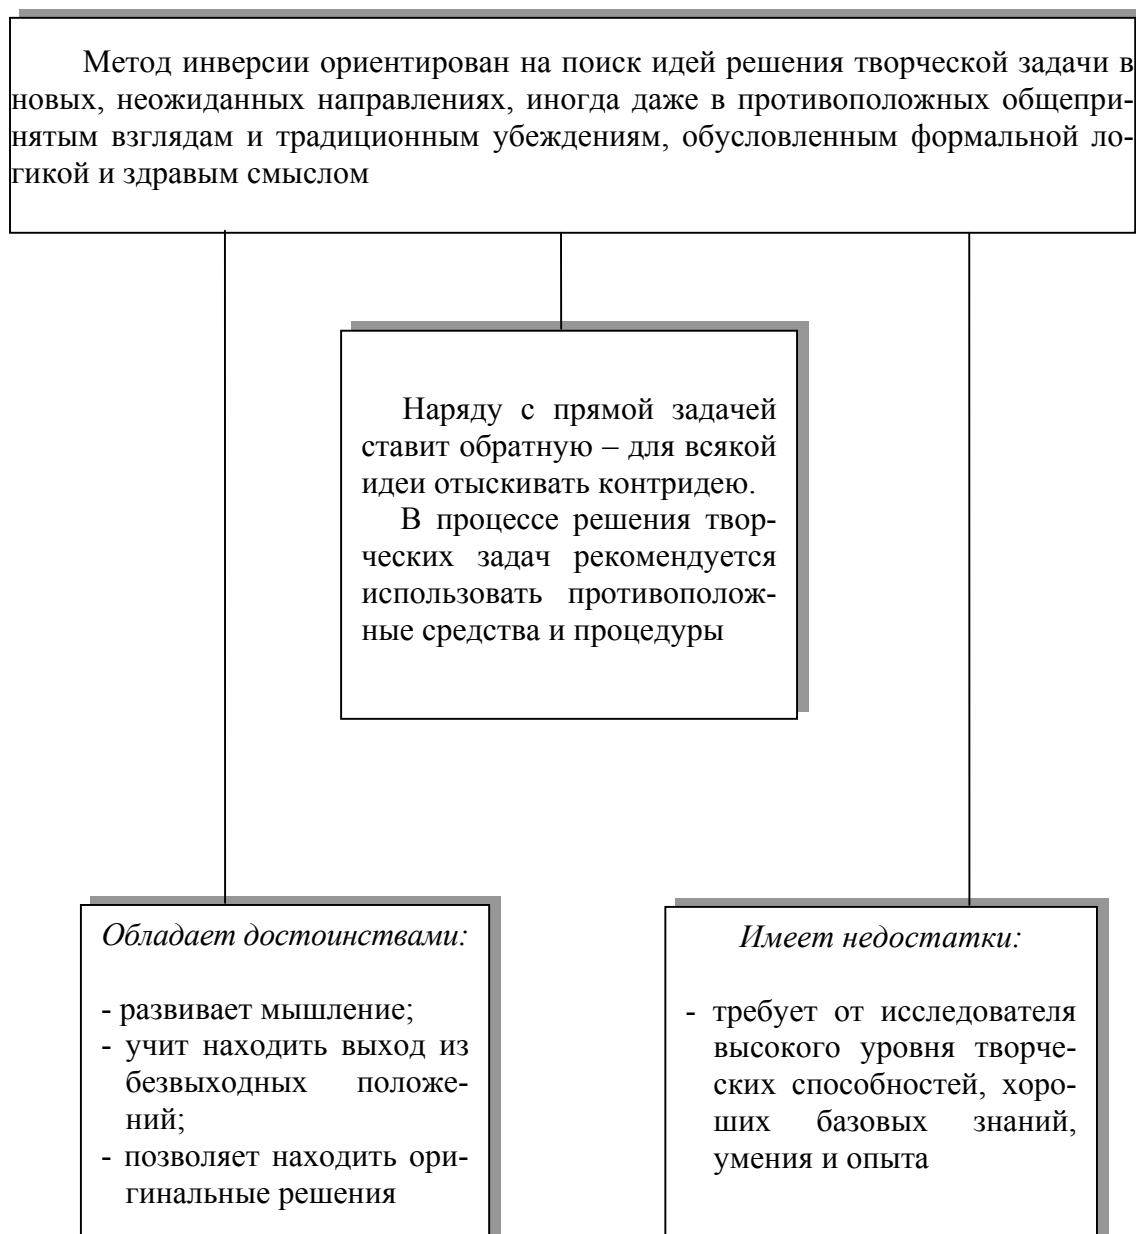 Метод инверсии ориентирован на поиск идей решения творческой задачи в
новых, неожиданных направлениях, иногда даже в противоположных общепри-
нятым взглядам и традиционным убеждениям, обусловленным формальной ло-
гикой и здравым смыслом
Наряду с прямой задачей
ставит обратную – для всякой
идеи отыскивать контридею.
В процессе решения твор-
ческих задач рекомендуется
использовать противополож-
ные средства и процедуры
Обладает достоинствами:
- развивает мышление;
- учит находить выход из
безвыходных положе-
ний;
- позволяет находить ори-
гинальные решения
Имеет недостатки:
- требует от исследователя
высокого уровня творче-
ских способностей, хоро-
ших базовых знаний,
умения и опыта